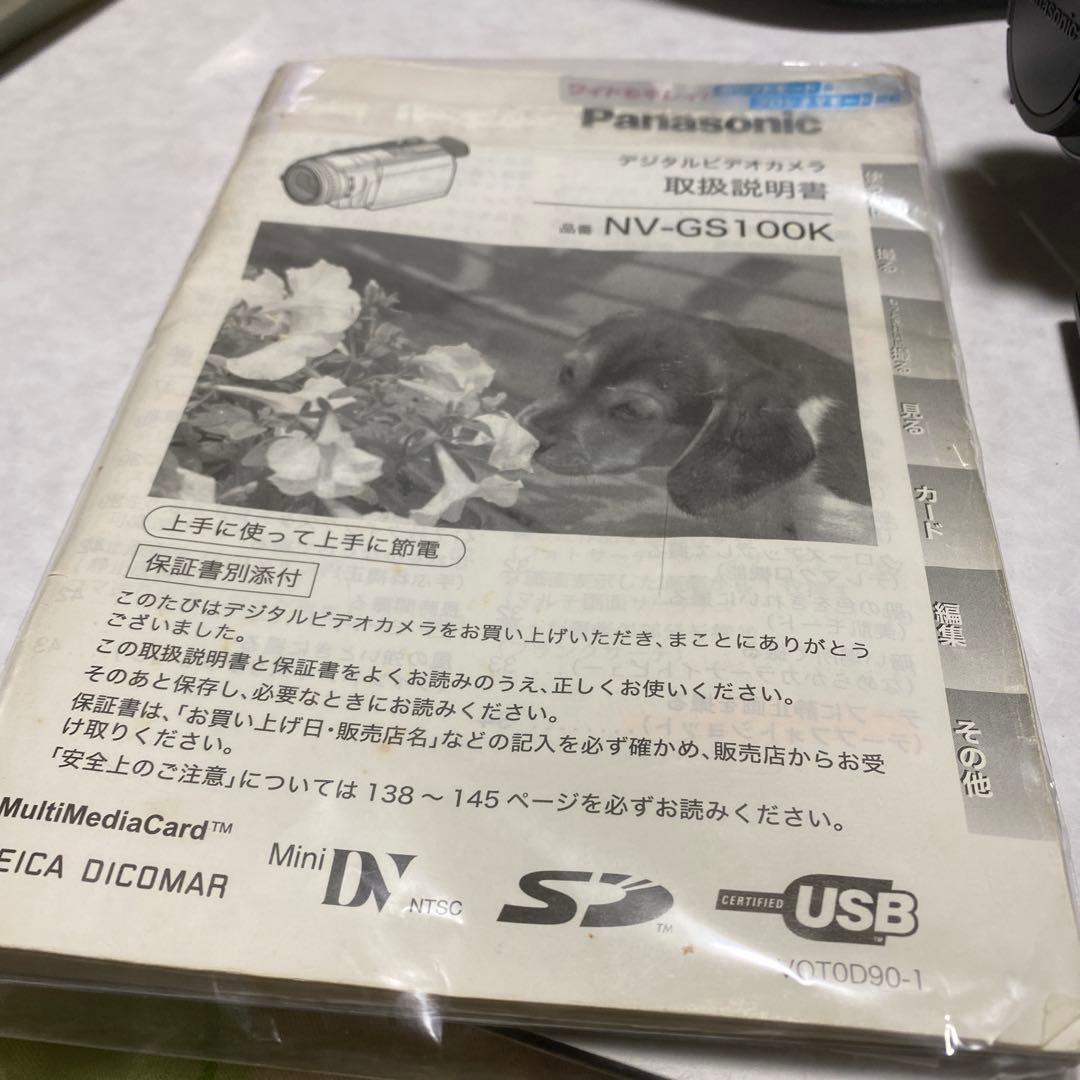 Panasonic
デジタルビデオカメラ
取扱説明書
品番 NV-GS100K
撮る
見る
カード
編集
その他
上手に使って上手に節電
保証書別添付
このたびはデジタルビデオカメラをお買い上げいただき、まことにありがとう
ございました。
この取扱説明書と保証書をよくお読みのうえ、正しくお使いください。
そのあと保存し、必要なときにお読みください。
保証書は、「お買い上げ日・販売店名」などの記入を必ず確かめ、販売店からお受
け取りください。
「安全上のご注意」については 138 ～ 145 ページを必ずお読みください。
MultiMediaCard™
EICA DICOMAR
Mini DV NTSC
SD™
CERTIFIED USB™
VQT0D90-1